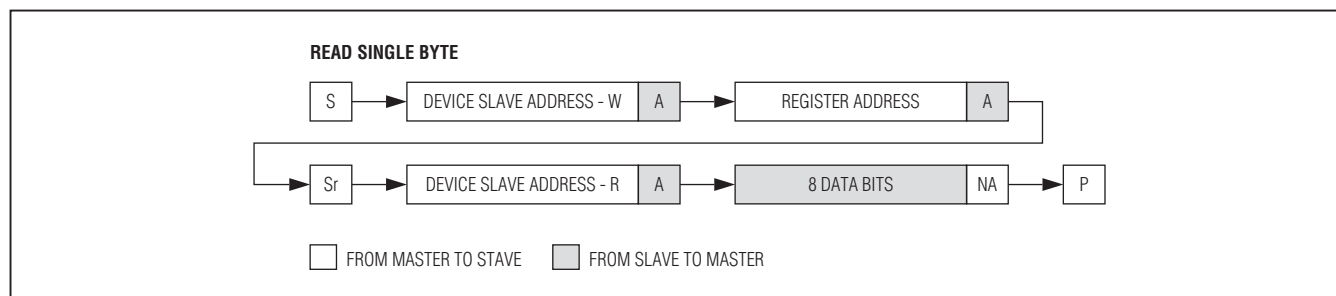 READ SINGLE BYTE
S DEVICE SLAVE ADDRESS - W A REGISTER ADDRESS A
Sr DEVICE SLAVE ADDRESS - R A 8 DATA BITS NA P
FROM MASTER TO STAVE FROM SLAVE TO MASTER